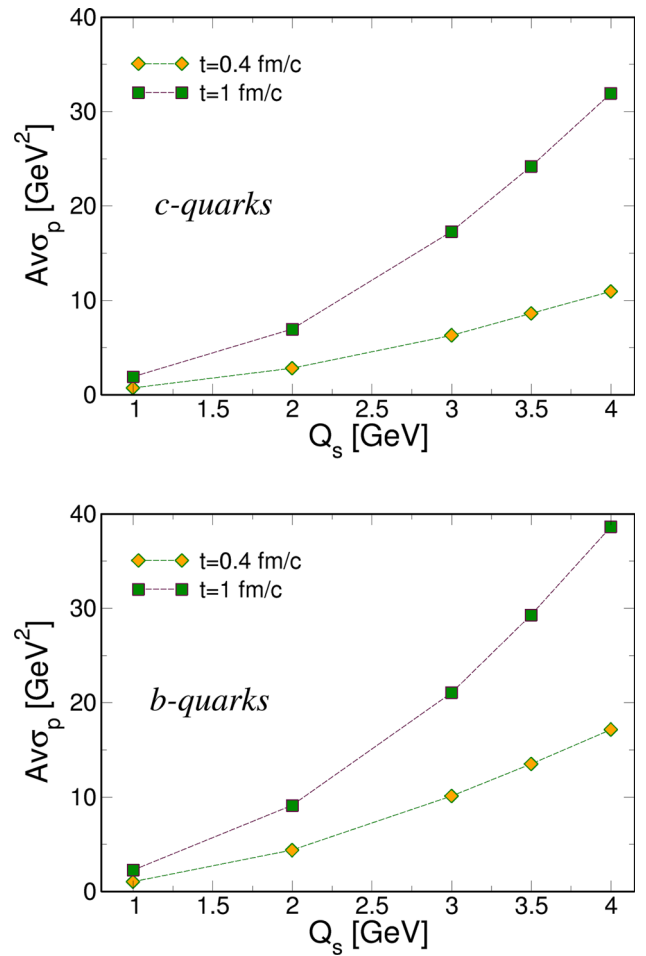 40
30
20
10
0
Avσp [GeV2]
t=0.4 fm/c
t=1 fm/c
c-quarks
1 1.5 2 2.5 3 3.5 4
Qs [GeV]
40
30
20
10
0
Avσp [GeV2]
t=0.4 fm/c
t=1 fm/c
b-quarks
1 1.5 2 2.5 3 3.5 4
Qs [GeV]